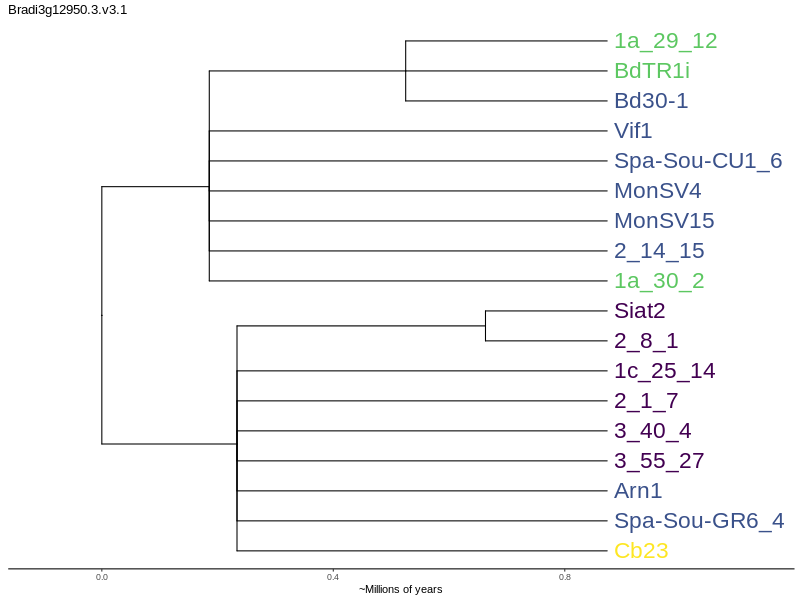 Bradi3g12950.3.v3.1
1a_29_12
BdTR1i
Bd30-1
Vif1
Spa-Sou-CU1_6
MonSV4
MonSV15
2_14_15
1a_30_2
Siat2
2_8_1
1c_25_14
2_1_7
3_40_4
3_55_27
Arn1
Spa-Sou-GR6_4
Cb23
0.0 0.4 0.8
~Millions of years